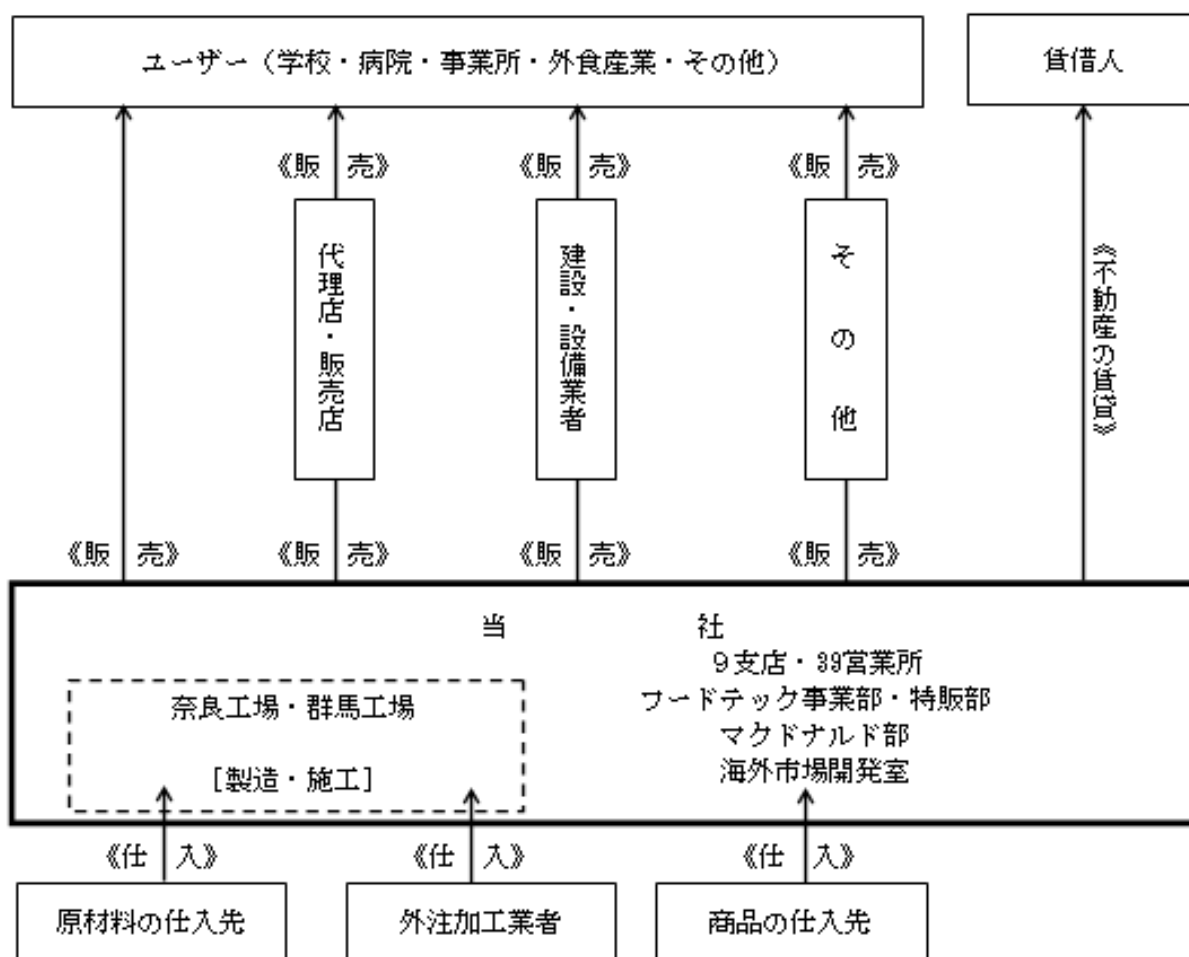 ユーザー（学校・病院・事業所・外食産業・その他）
賃借人
《販 売》
《販 売》
《販 売》
代理店・販売店
建設・設備業者
その他
《不動産の賃貸》
《販 売》
《販 売》
《販 売》
《販 売》
当 社
９支店・39営業所
フードテック事業部・特販部
マクドナルド部
海外市場開発室
奈良工場・群馬工場
[製造・施工]
《仕 入》
《仕 入》
《仕 入》
原材料の仕入先
外注加工業者
商品の仕入先